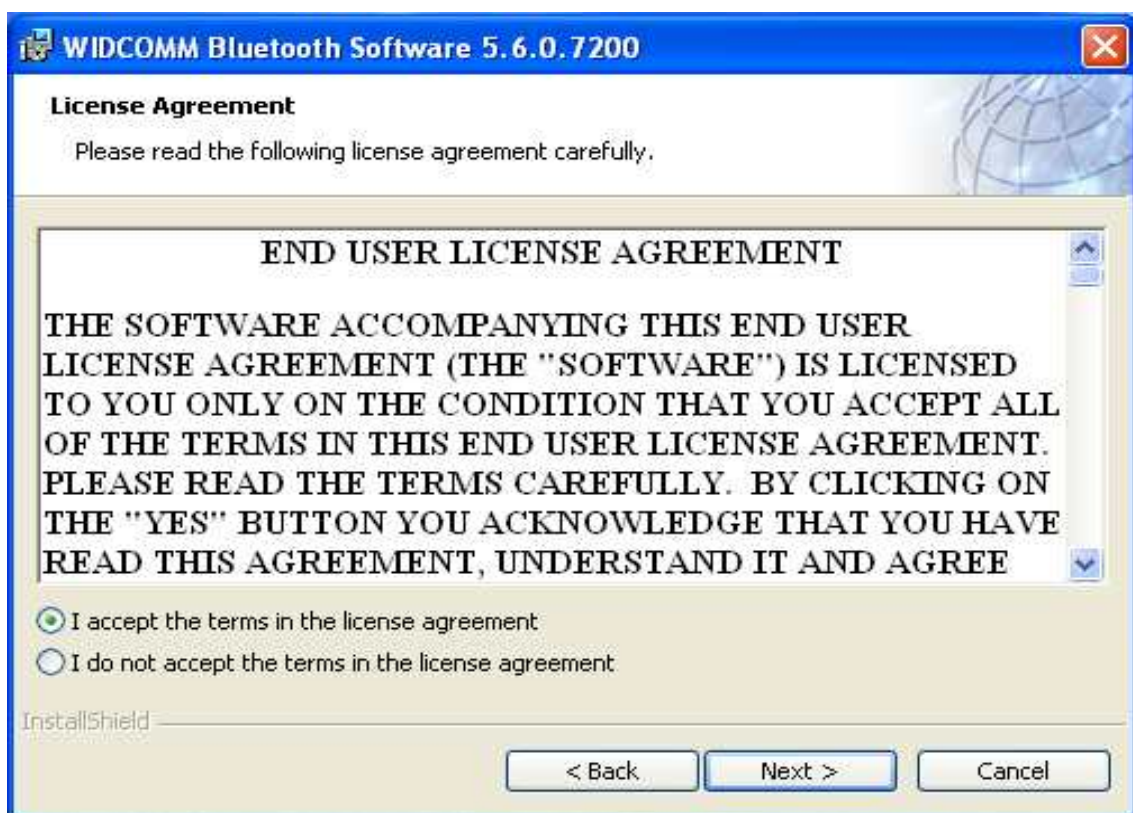 WIDCOMM Bluetooth Software 5.6.0.7200
License Agreement
Please read the following license agreement carefully.
END USER LICENSE AGREEMENT
THE SOFTWARE ACCOMPANYING THIS END USER
LICENSE AGREEMENT (THE "SOFTWARE") IS LICENSED
TO YOU ONLY ON THE CONDITION THAT YOU ACCEPT ALL
OF THE TERMS IN THIS END USER LICENSE AGREEMENT.
PLEASE READ THE TERMS CAREFULLY.  BY CLICKING ON
THE "YES" BUTTON YOU ACKNOWLEDGE THAT YOU HAVE
READ THIS AGREEMENT, UNDERSTAND IT AND AGREE
I accept the terms in the license agreement
I do not accept the terms in the license agreement
InstallShield
< Back Next > Cancel